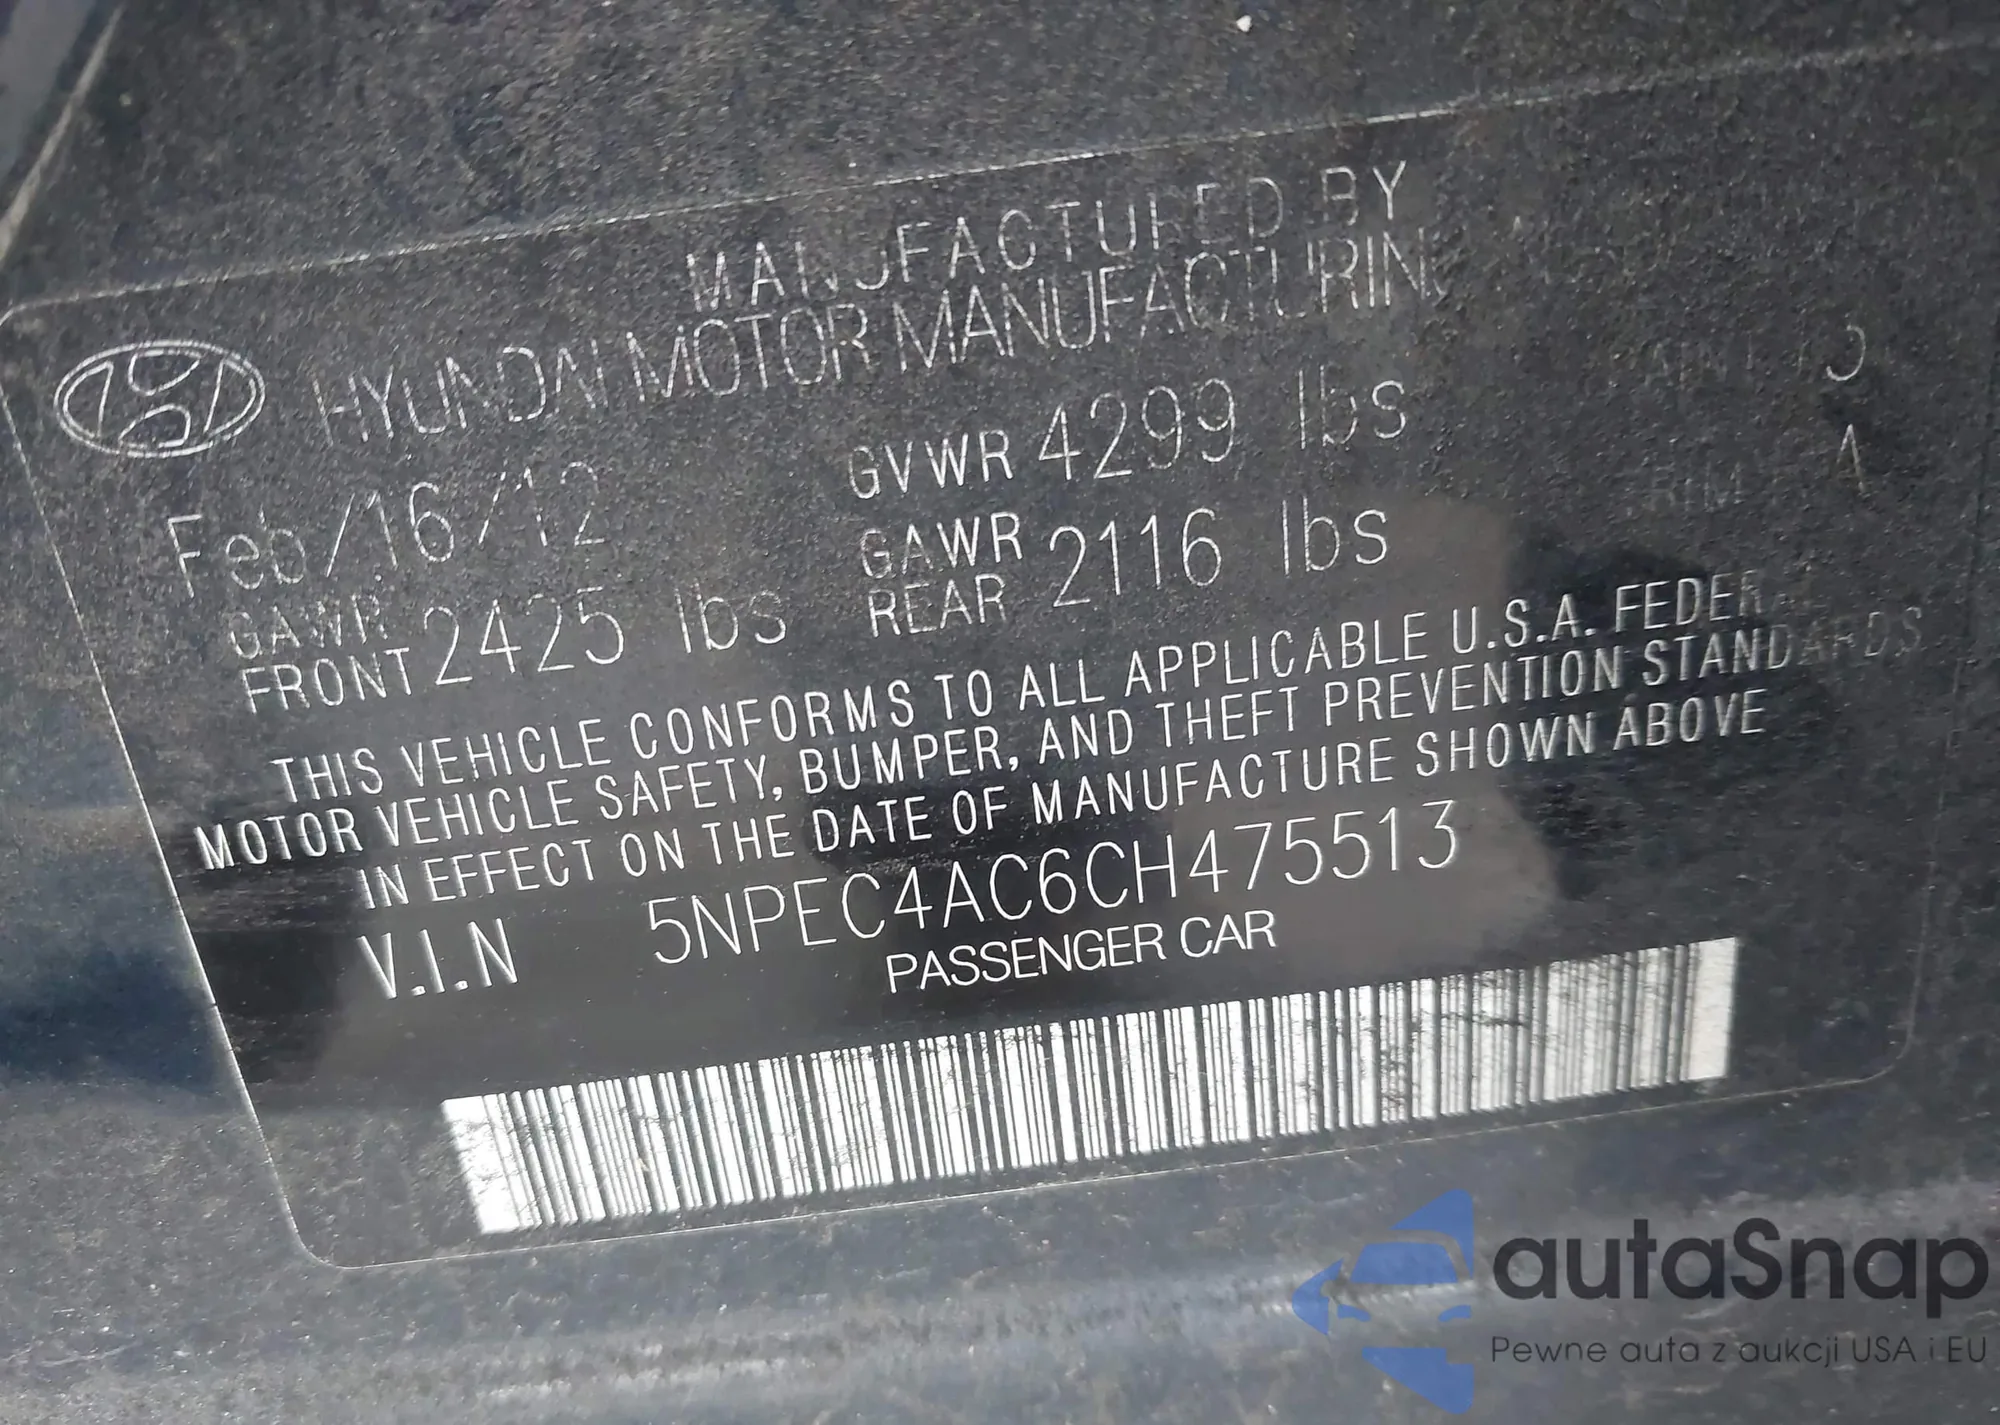 MANUFACTURED BY
HYUNDAI MOTOR MANUFACTURING
Feb/16/12
GVWR 4299 lbs
GAWR FRONT 2425 lbs
GAWR REAR 2116 lbs
THIS VEHICLE CONFORMS TO ALL APPLICABLE U.S.A. FEDERAL
MOTOR VEHICLE SAFETY, BUMPER, AND THEFT PREVENTION STANDARDS
IN EFFECT ON THE DATE OF MANUFACTURE SHOWN ABOVE
V.I.N 5NPEC4AC6CH475513
PASSENGER CAR
autaSnap
Pewne auta z aukcji USA i EU